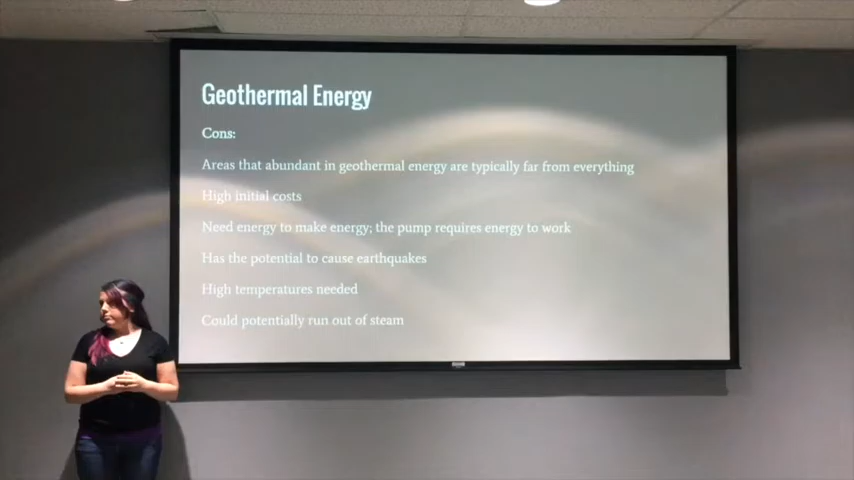 Geothermal Energy
Cons:
Areas that abundant in geothermal energy are typically far from everything
High initial costs
Need energy to make energy; the pump requires energy to work
Has the potential to cause earthquakes
High temperatures needed
Could potentially run out of steam